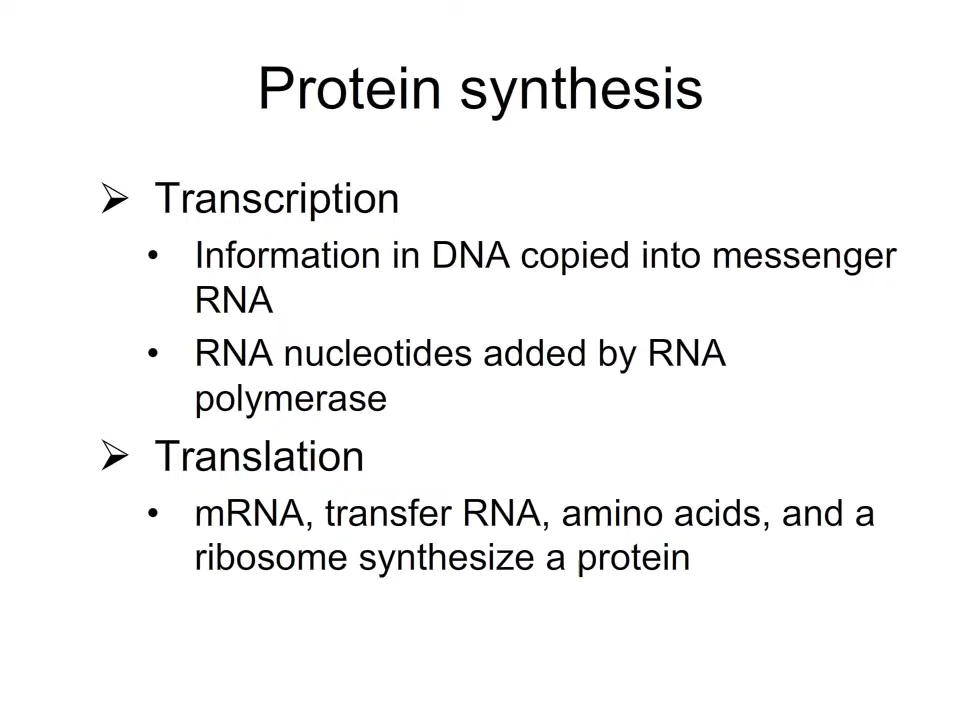 Protein synthesis
➢ Transcription
• Information in DNA copied into messenger
RNA
• RNA nucleotides added by RNA
polymerase
➢ Translation
• mRNA, transfer RNA, amino acids, and a
ribosome synthesize a protein